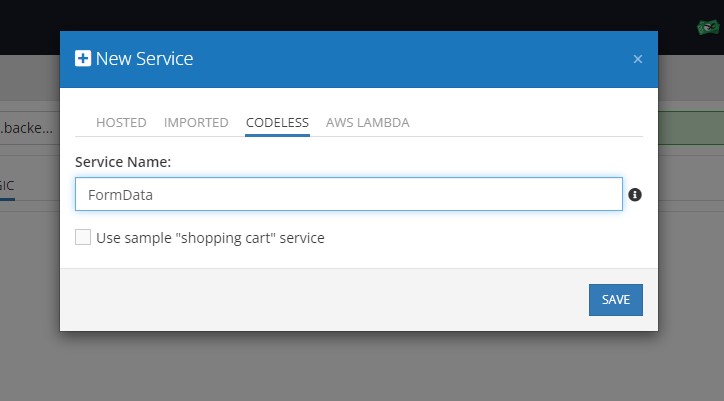 New Service
×
.backe...
HOSTED IMPORTED CODELESS AWS LAMBDA
Service Name:
GIC
FormData
Use sample "shopping cart" service
SAVE